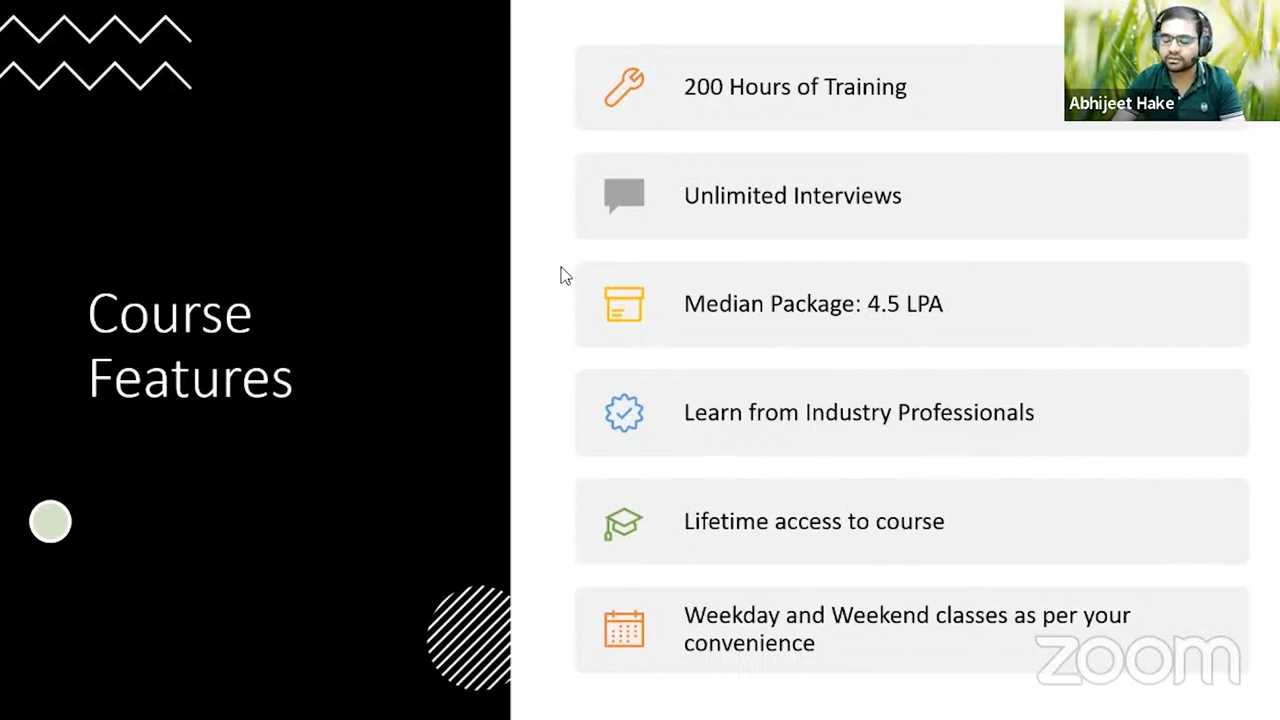 Course
Features
200 Hours of Training
Abhijeet Hake
Unlimited Interviews
Median Package: 4.5 LPA
Learn from Industry Professionals
Lifetime access to course
Weekday and Weekend classes as per your
convenience
zoom